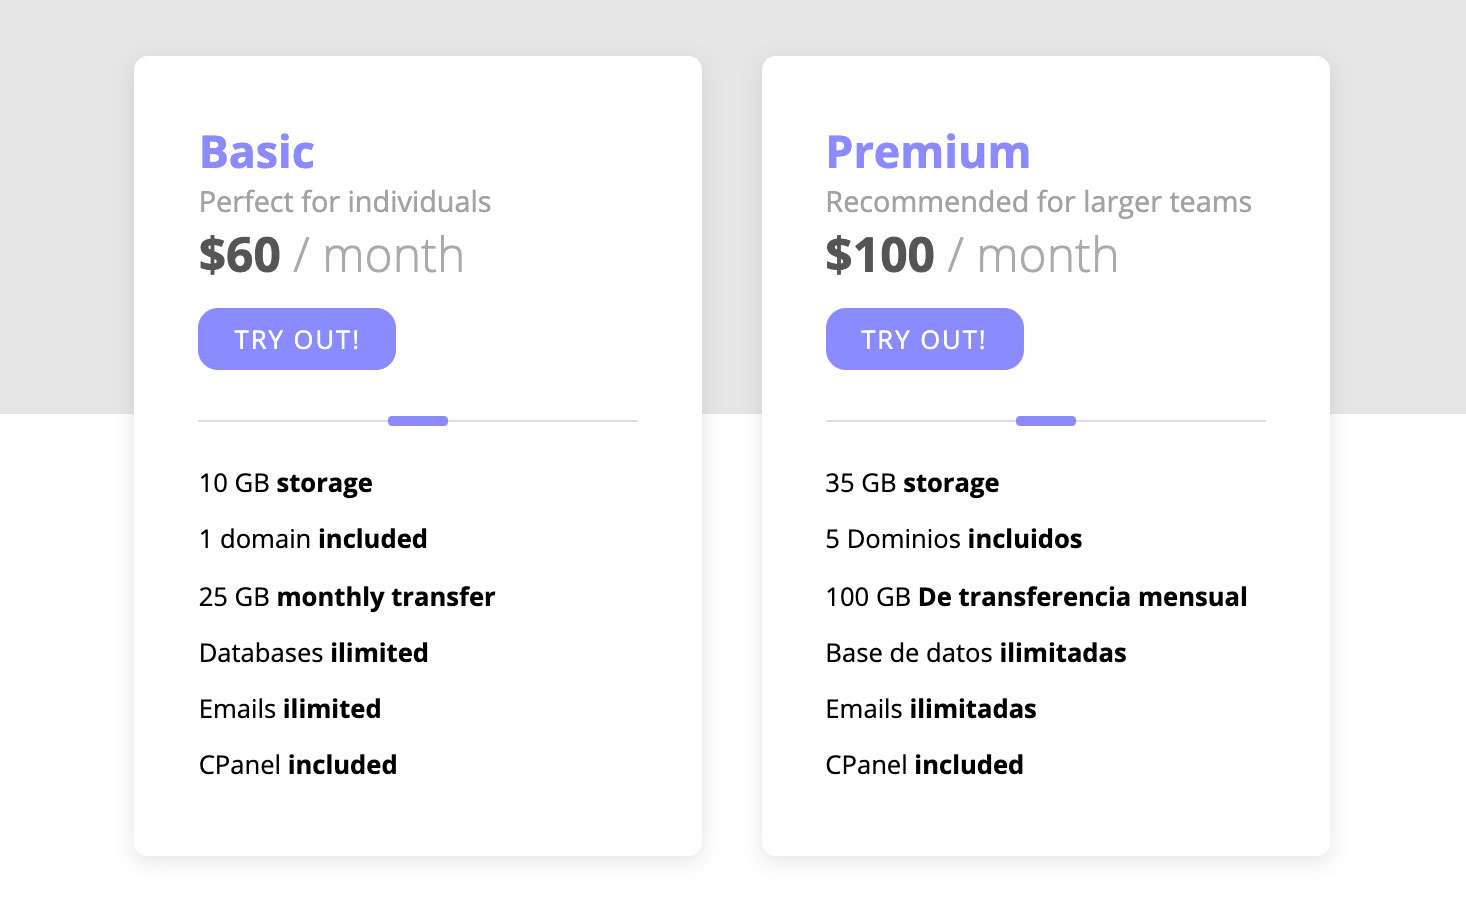 Basic
Perfect for individuals
$60 / month
TRY OUT!
10 GB storage
1 domain included
25 GB monthly transfer
Databases ilimited
Emails ilimited
CPanel included
Premium
Recommended for larger teams
$100 / month
TRY OUT!
35 GB storage
5 Dominios incluidos
100 GB De transferencia mensual
Base de datos ilimitadas
Emails ilimitadas
CPanel included